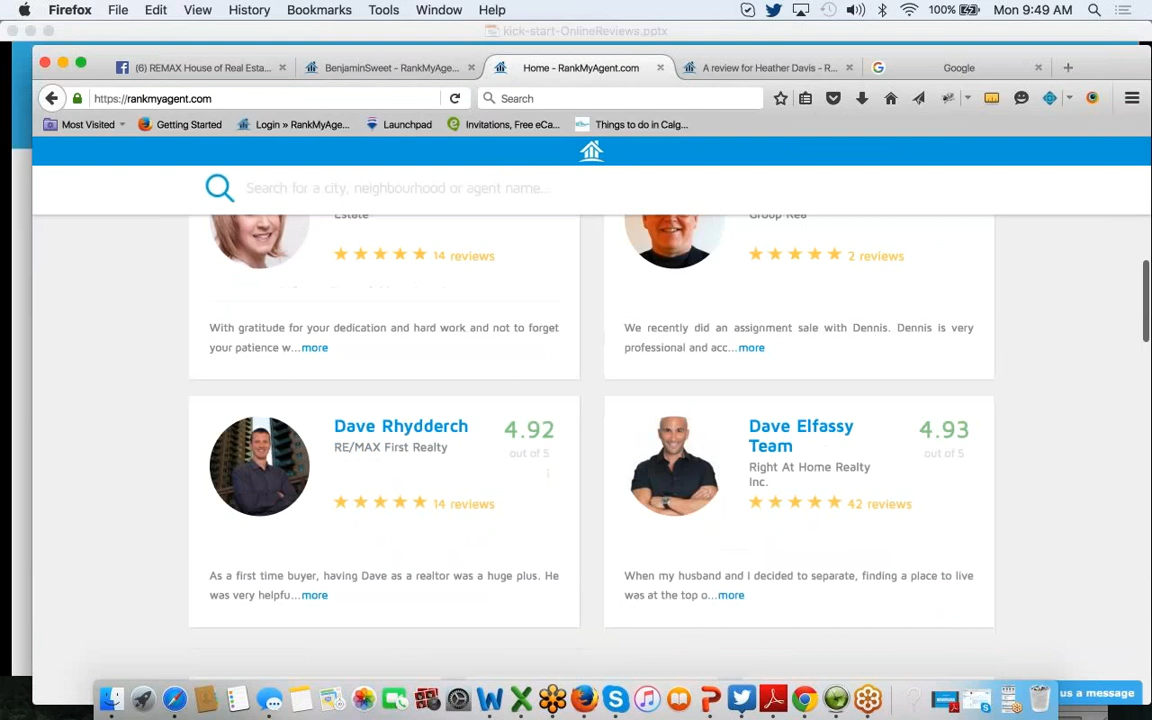 Firefox File Edit View History Bookmarks Tools Window Help 100% Mon 9:49 AM
kick-start-OnlineReviews.pptx
(6) REMAX House of Real Esta... BenjaminSweet - RankMyAge... Home - RankMyAgent.com A review for Heather Davis - R... Google
https://rankmyagent.com Search
Most Visited Getting Started Login » RankMyAge... Launchpad Invitations, Free eCa... Things to do in Calg...
Search for a city, neighbourhood or agent name...
Estate
14 reviews
With gratitude for your dedication and hard work and not to forget
your patience w...more
Group Rea
2 reviews
We recently did an assignment sale with Dennis. Dennis is very
professional and acc...more
Dave Rhydderch
4.92
RE/MAX First Realty
out of 5
14 reviews
As a first time buyer, having Dave as a realtor was a huge plus. He
was very helpfu...more
Dave Elfassy
Team
4.93
out of 5
Right At Home Realty
Inc.
42 reviews
When my husband and I decided to separate, finding a place to live
was at the top o...more
us a message